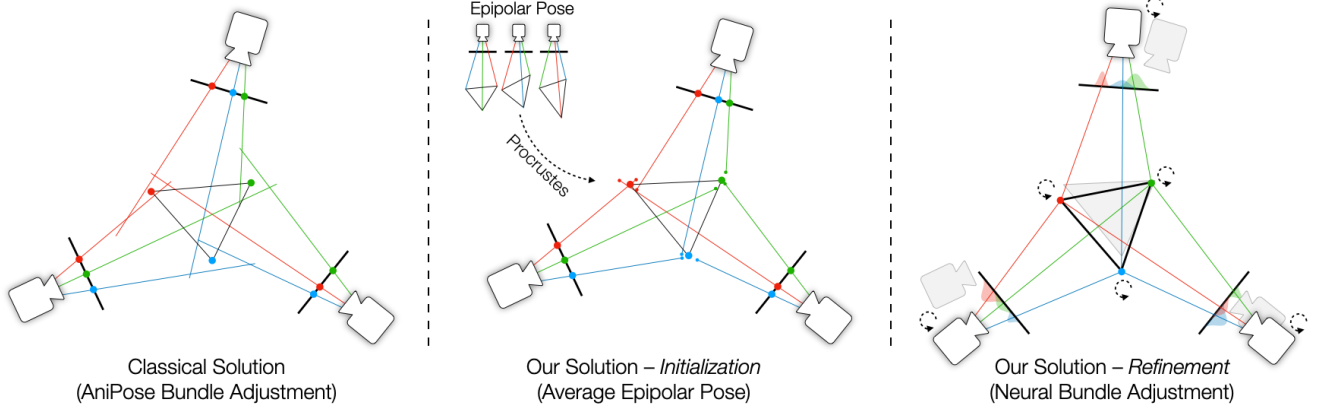 Epipolar Pose
Procrustes
Classical Solution
(AniPose Bundle Adjustment)
Our Solution – Initialization
(Average Epipolar Pose)
Our Solution – Refinement
(Neural Bundle Adjustment)